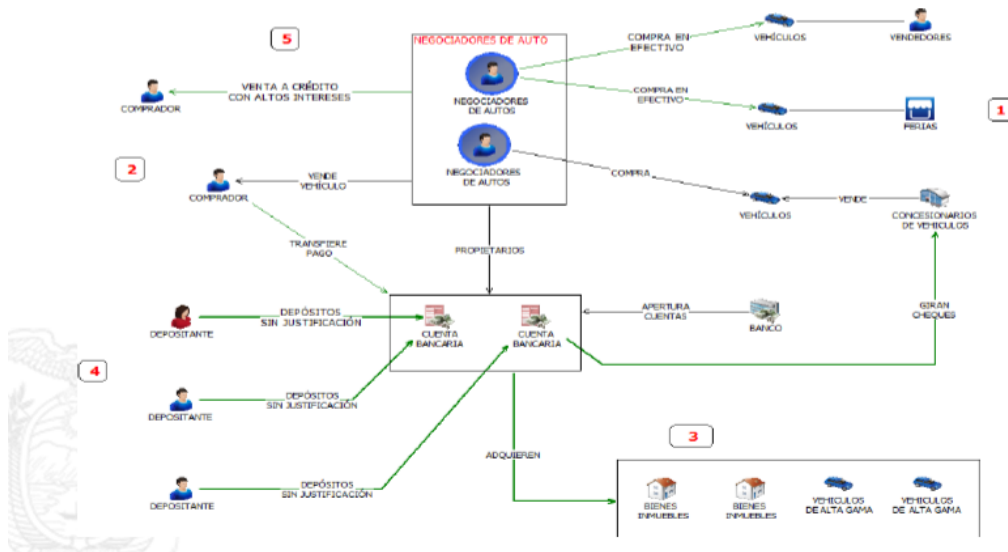 5
NEGOCIADORES DE AUTO
NEGOCIADORES
DE AUTOS
NEGOCIADORES
DE AUTOS
COMPRA EN
EFECTIVO
VEHÍCULOS
VENDEDORES
COMPRA EN
EFECTIVO
VEHÍCULOS
FERIAS
1
VENTA A CRÉDITO
CON ALTOS INTERESES
COMPRADOR
2
VENDE
VEHÍCULO
COMPRADOR
COMPRA
VEHÍCULOS
VENDE
CONCESIONARIOS
DE VEHICULOS
TRANSFIERE
PAGO
PROPIETARIOS
DEPOSITANTE
DEPÓSITOS
SIN JUSTIFICACIÓN
CUENTA
BANCARIA
CUENTA
BANCARIA
APERTURA
CUENTAS
BANCO
GIRAN
CHEQUES
4
DEPOSITANTE
DEPÓSITOS
SIN JUSTIFICACIÓN
3
ADQUIEREN
DEPOSITANTE
DEPÓSITOS
SIN JUSTIFICACIÓN
BIENES
INMUEBLES
BIENES
INMUEBLES
VEHICULOS
DE ALTA GAMA
VEHICULOS
DE ALTA GAMA